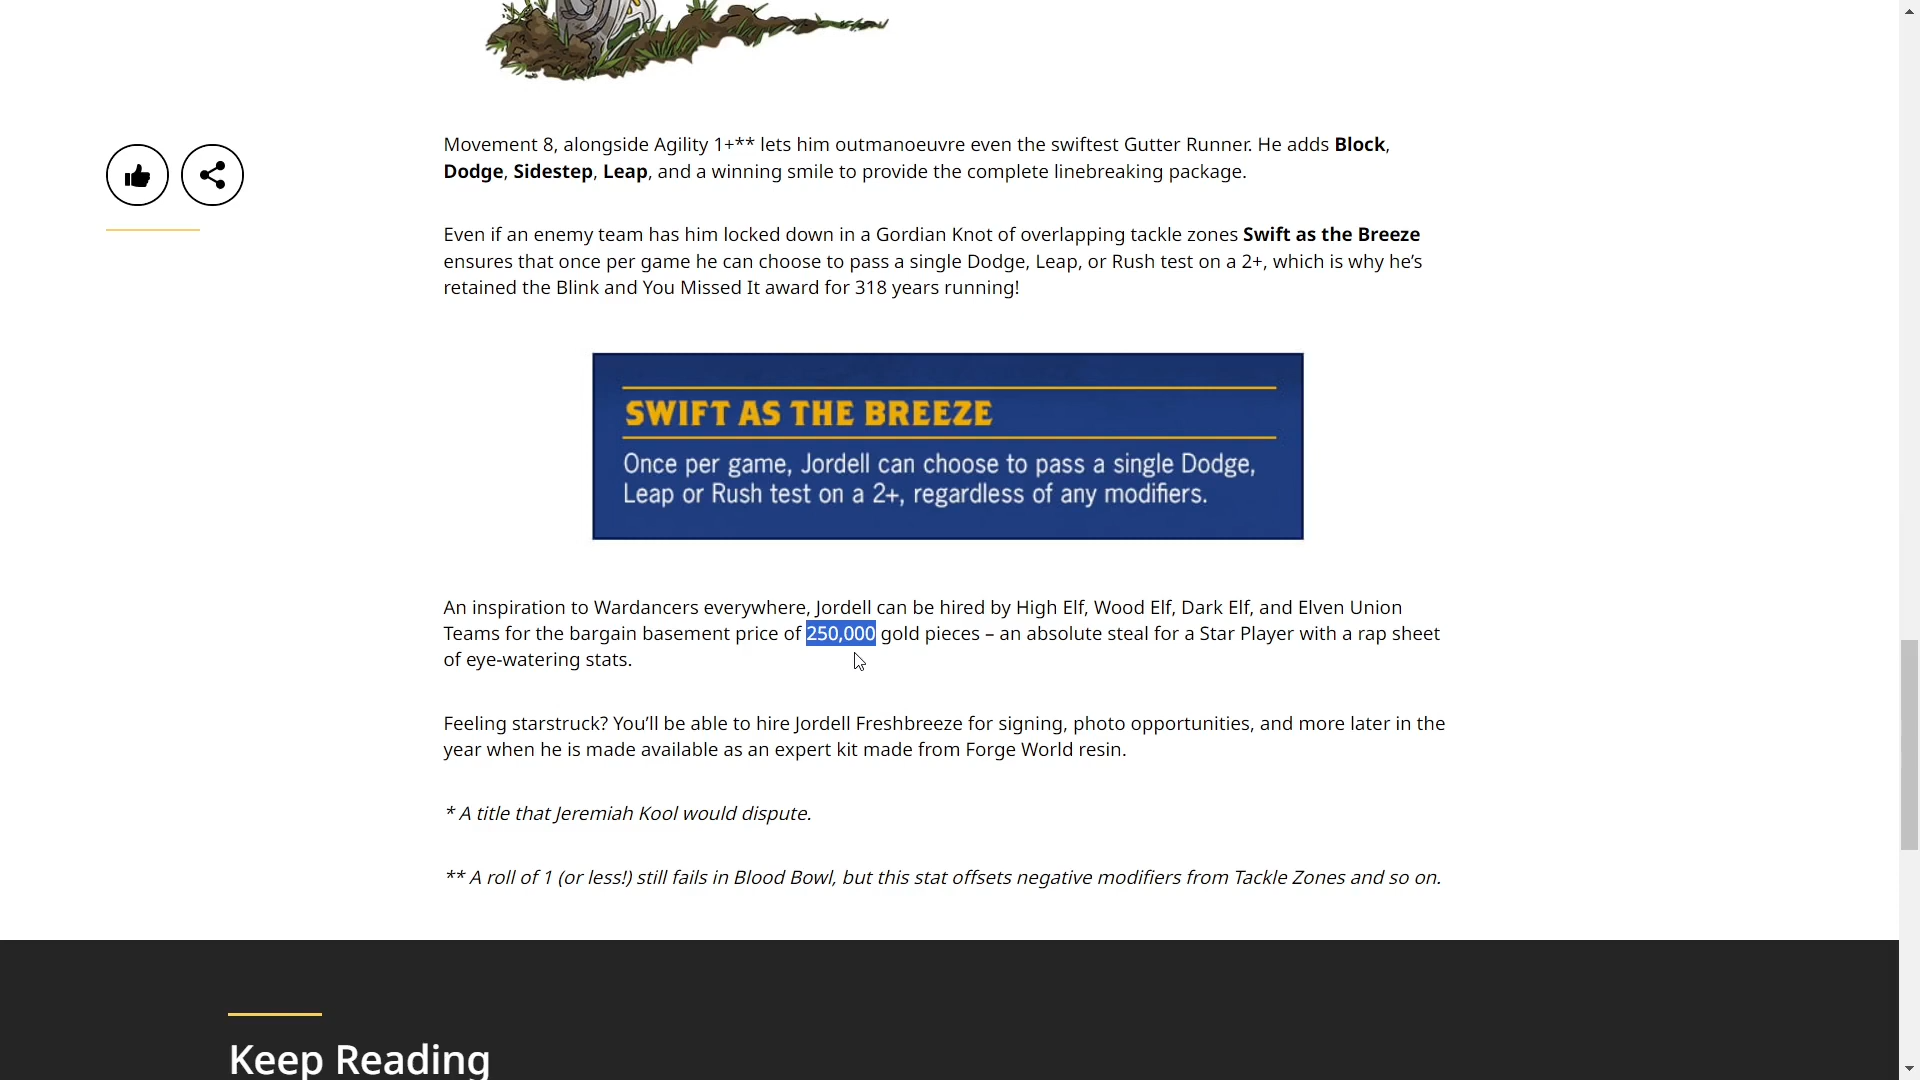 Movement 8, alongside Agility 1+** lets him outmanoeuvre even the swiftest Gutter Runner. He adds Block,
Dodge, Sidestep, Leap, and a winning smile to provide the complete linebreaking package.
Even if an enemy team has him locked down in a Gordian Knot of overlapping tackle zones Swift as the Breeze
ensures that once per game he can choose to pass a single Dodge, Leap, or Rush test on a 2+, which is why he’s
retained the Blink and You Missed It award for 318 years running!
SWIFT AS THE BREEZE
Once per game, Jordell can choose to pass a single Dodge,
Leap or Rush test on a 2+, regardless of any modifiers.
An inspiration to Wardancers everywhere, Jordell can be hired by High Elf, Wood Elf, Dark Elf, and Elven Union
Teams for the bargain basement price of 250,000 gold pieces – an absolute steal for a Star Player with a rap sheet
of eye-watering stats.
Feeling starstruck? You’ll be able to hire Jordell Freshbreeze for signing, photo opportunities, and more later in the
year when he is made available as an expert kit made from Forge World resin.
* A title that Jeremiah Kool would dispute.
** A roll of 1 (or less!) still fails in Blood Bowl, but this stat offsets negative modifiers from Tackle Zones and so on.
Keep Reading